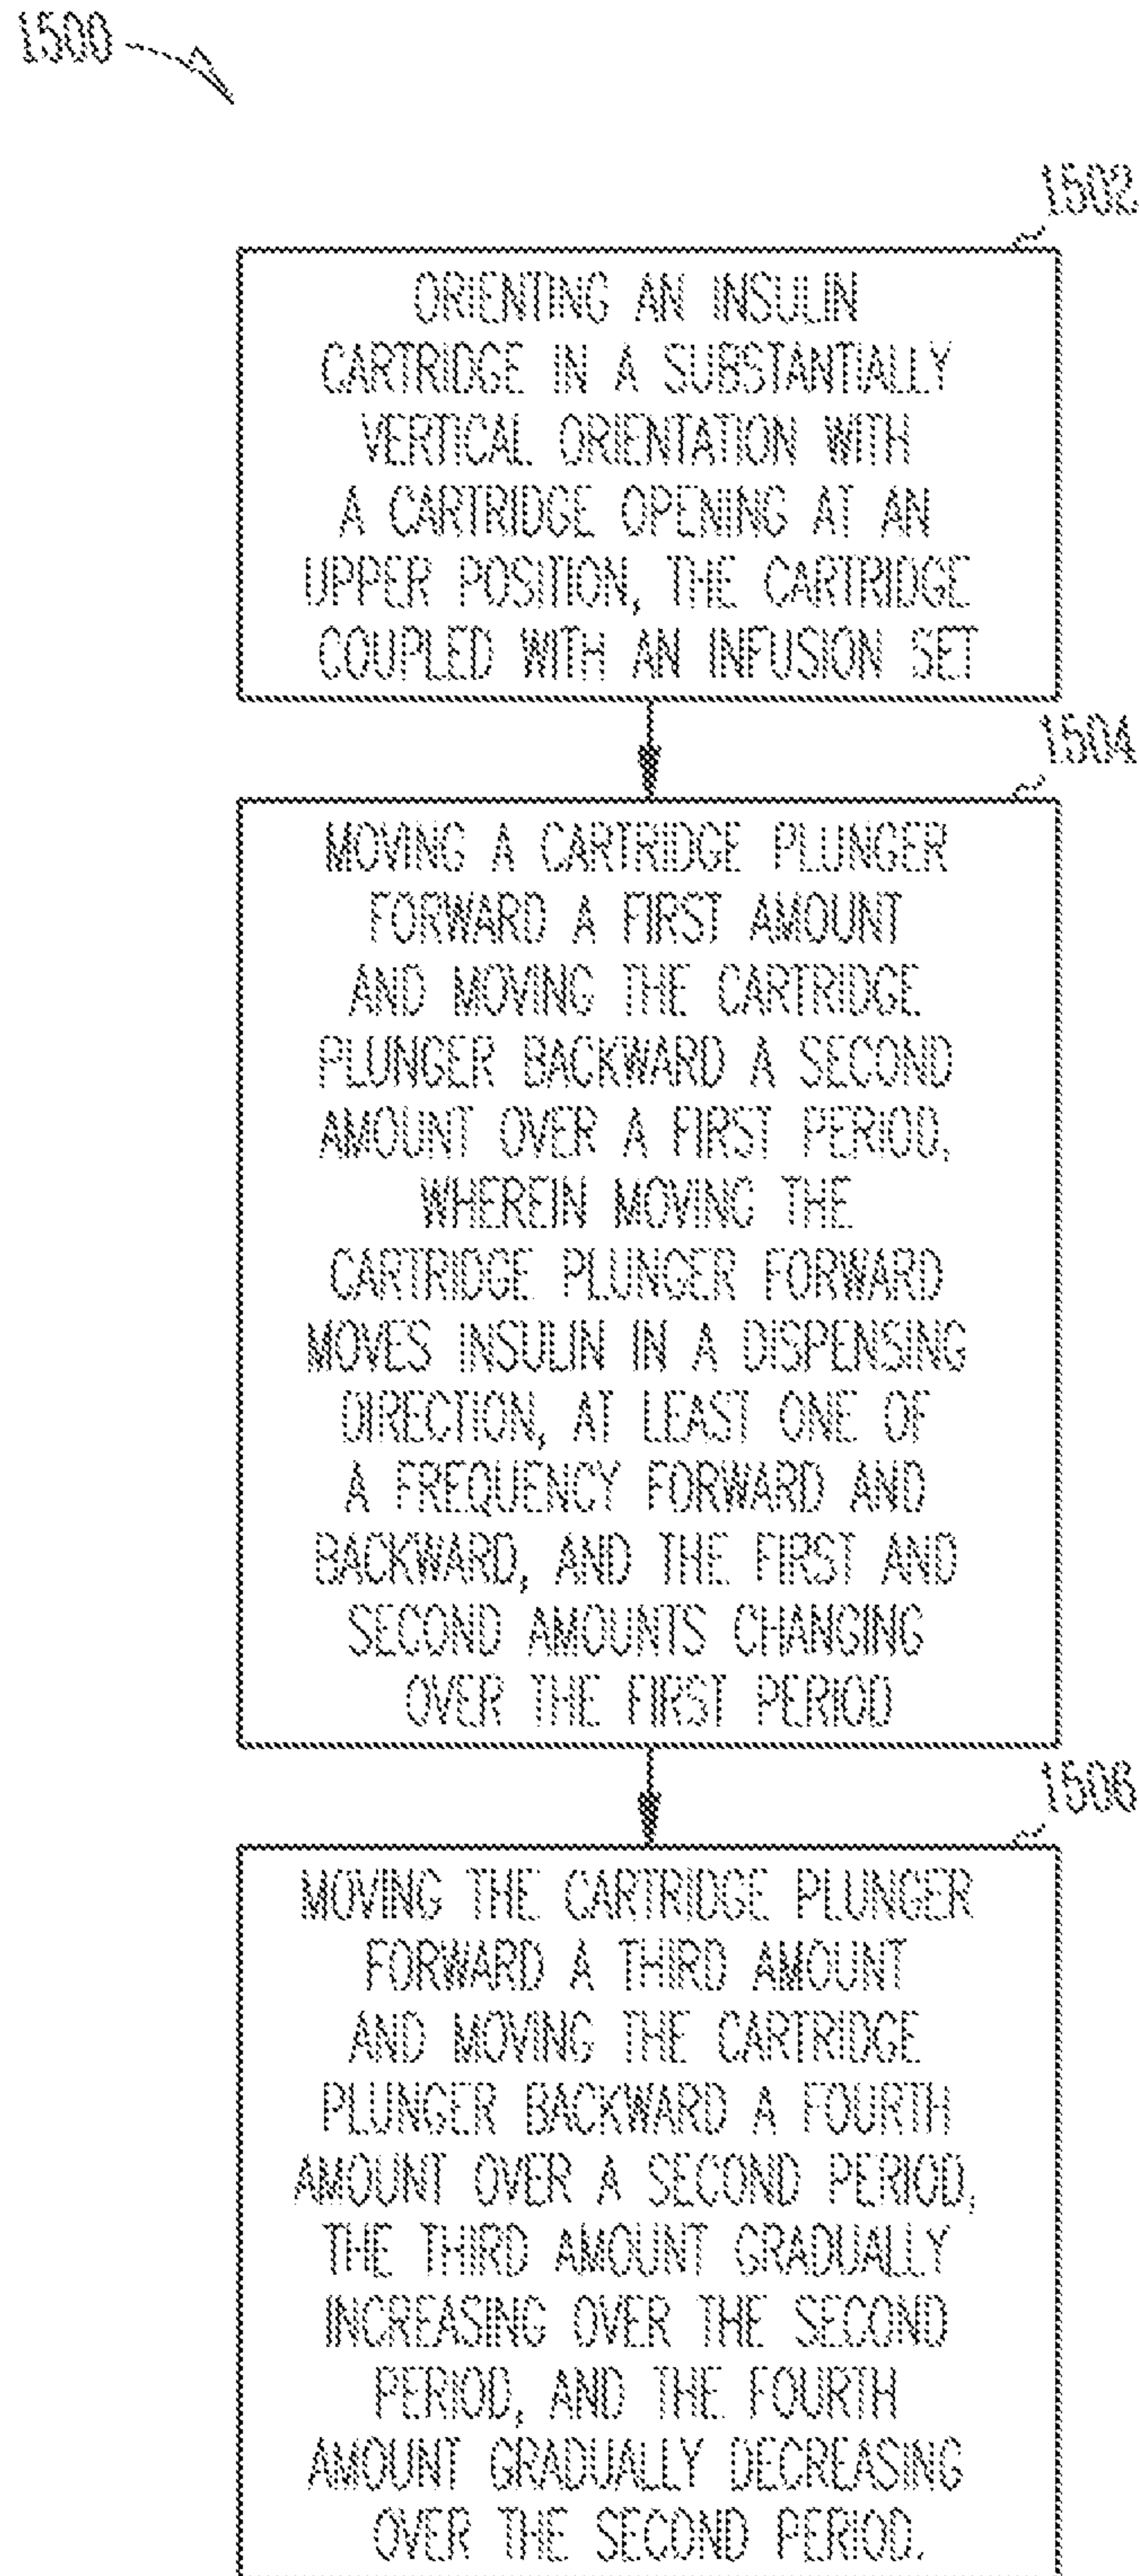 1500
1502
ORIENTING AN INSULIN
CARTRIDGE IN A SUBSTANTIALLY
VERTICAL ORIENTATION WITH
A CARTRIDGE OPENING AT AN
UPPER POSITION, THE CARTRIDGE
COUPLED WITH AN INFUSION SET
1504
MOVING A CARTRIDGE PLUNGER
FORWARD A FIRST AMOUNT
AND MOVING THE CARTRIDGE
PLUNGER BACKWARD A SECOND
AMOUNT OVER A FIRST PERIOD,
WHEREIN MOVING THE
CARTRIDGE PLUNGER FORWARD
MOVES INSULIN IN A DISPENSING
DIRECTION, AT LEAST ONE OF
A FREQUENCY FORWARD AND
BACKWARD, AND THE FIRST AND
SECOND AMOUNTS CHANGING
OVER THE FIRST PERIOD
1506
MOVING THE CARTRIDGE PLUNGER
FORWARD A THIRD AMOUNT
AND MOVING THE CARTRIDGE
PLUNGER BACKWARD A FOURTH
AMOUNT OVER A SECOND PERIOD,
THE THIRD AMOUNT GRADUALLY
INCREASING OVER THE SECOND
PERIOD, AND THE FOURTH
AMOUNT GRADUALLY DECREASING
OVER THE SECOND PERIOD.